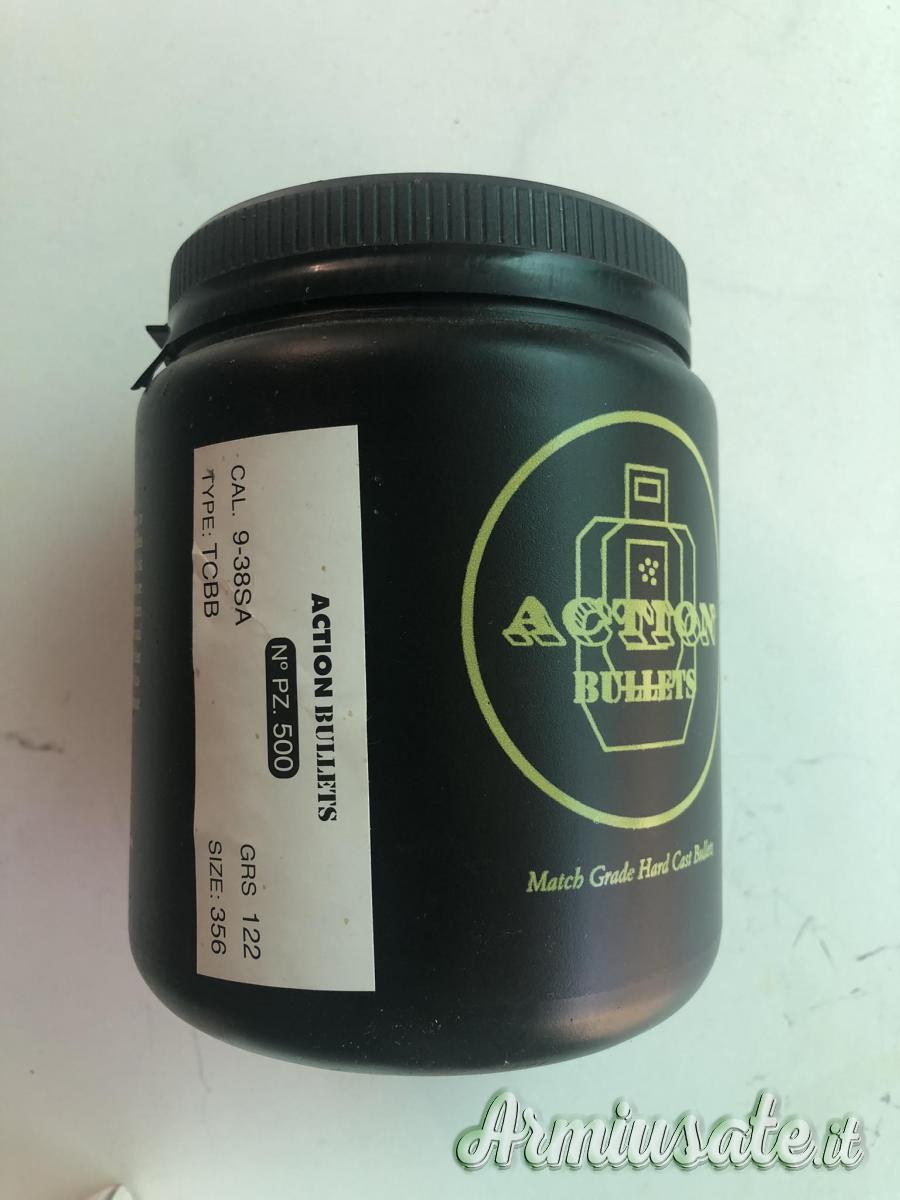 ACTION BULLETS
Nº PZ. 500
CAL. 9-38SA
GRS 122
TYPE: TCBB
SIZE: 356
ACTION
BULLETS
Match Grade Hard Cast Bullets
Armiusate.it